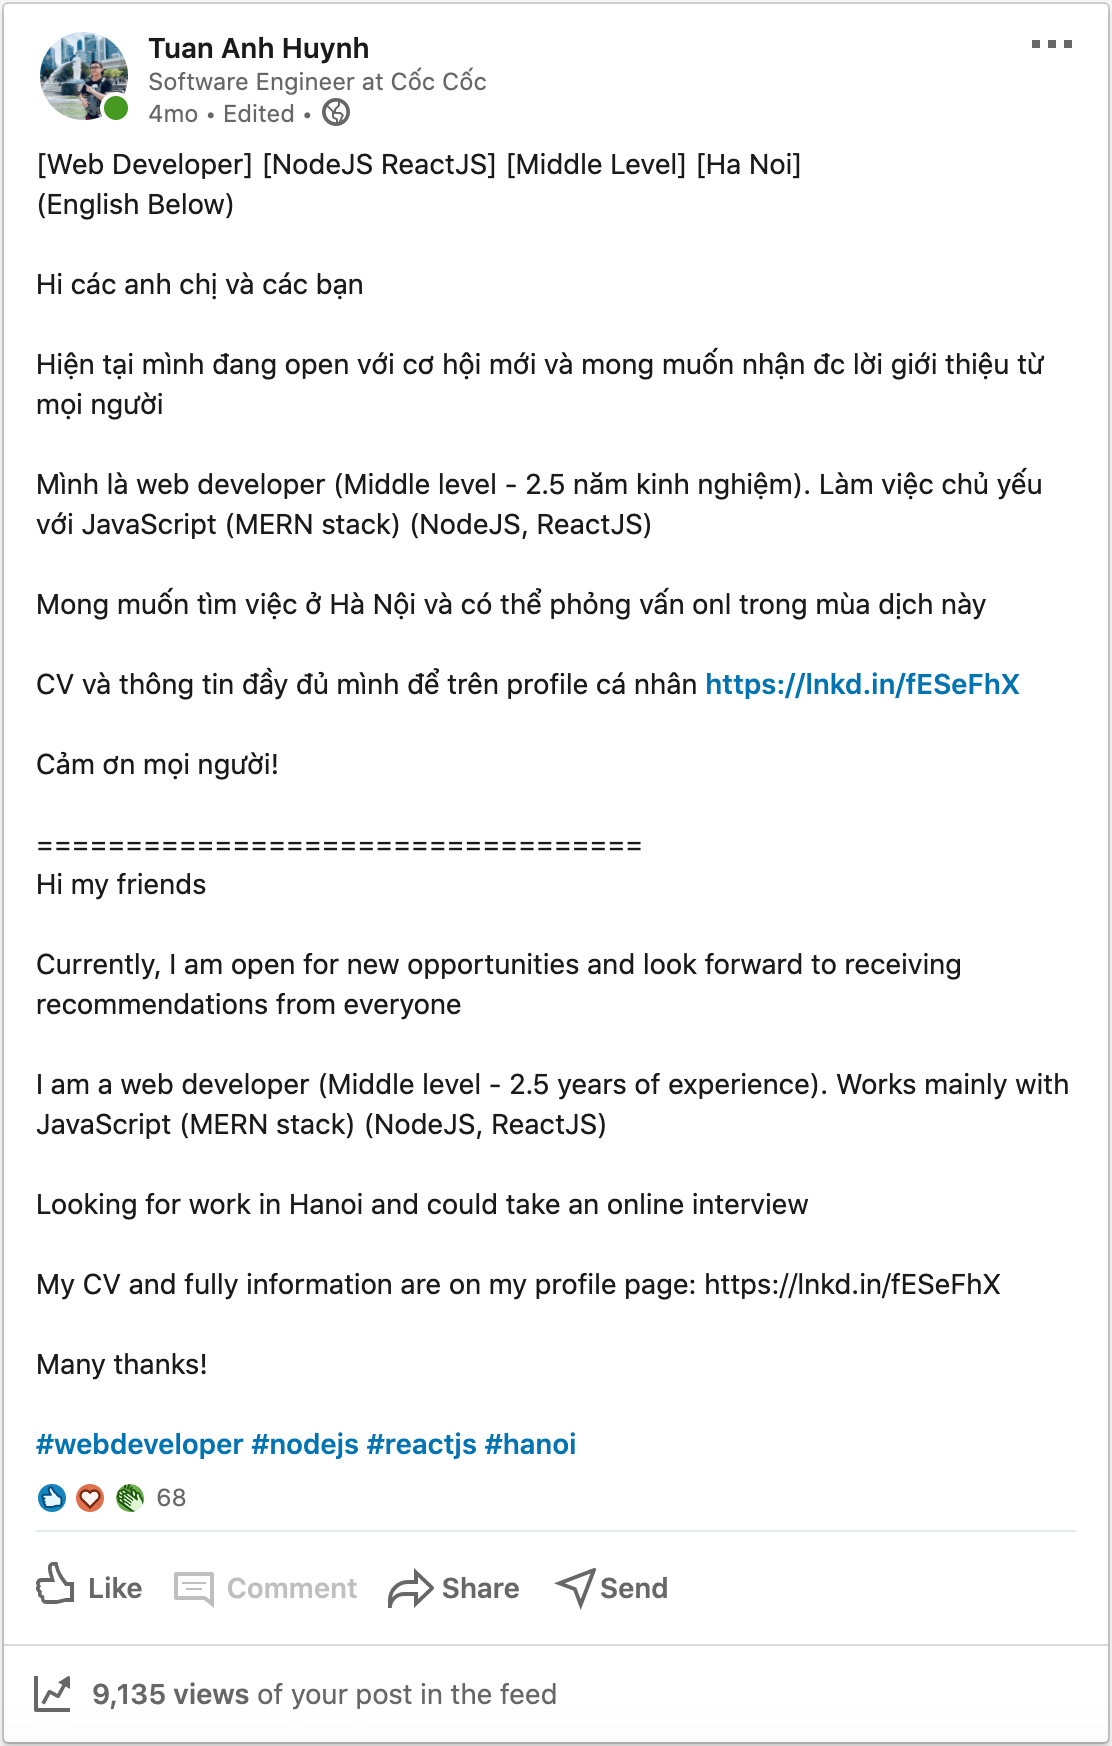 Tuan Anh Huynh
Software Engineer at Cốc Cốc
4mo • Edited •
[Web Developer] [NodeJS ReactJS] [Middle Level] [Ha Noi]
(English Below)
Hi các anh chị và các bạn
Hiện tại mình đang open với cơ hội mới và mong muốn nhận đc lời giới thiệu từ
mọi người
Mình là web developer (Middle level - 2.5 năm kinh nghiệm). Làm việc chủ yếu
với JavaScript (MERN stack) (NodeJS, ReactJS)
Mong muốn tìm việc ở Hà Nội và có thể phỏng vấn onl trong mùa dịch này
CV và thông tin đầy đủ mình để trên profile cá nhân https://lnkd.in/fESeFhX
Cảm ơn mọi người!
==================================
Hi my friends
Currently, I am open for new opportunities and look forward to receiving
recommendations from everyone
I am a web developer (Middle level - 2.5 years of experience). Works mainly with
JavaScript (MERN stack) (NodeJS, ReactJS)
Looking for work in Hanoi and could take an online interview
My CV and fully information are on my profile page: https://lnkd.in/fESeFhX
Many thanks!
#webdeveloper #nodejs #reactjs #hanoi
68
Like Comment Share Send
9,135 views of your post in the feed